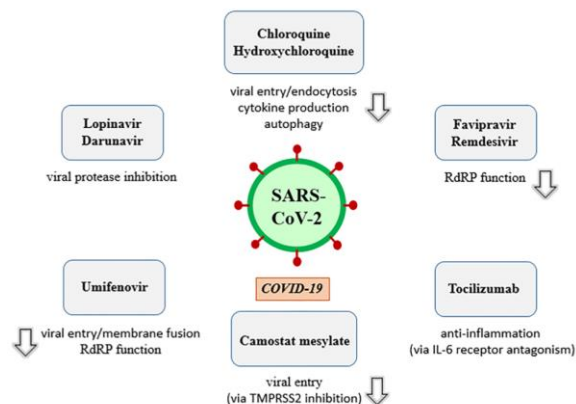 Chloroquine
Hydroxychloroquine
viral entry/endocytosis
cytokine production
autophagy
Lopinavir
Darunavir
viral protease inhibition
Favipravir
Remdesivir
RdRP function
SARS-
CoV-2
COVID-19
Umifenovir
viral entry/membrane fusion
RdRP function
Camostat mesylate
viral entry
(via TMPRSS2 inhibition)
Tocilizumab
anti-inflammation
(via IL-6 receptor antagonism)